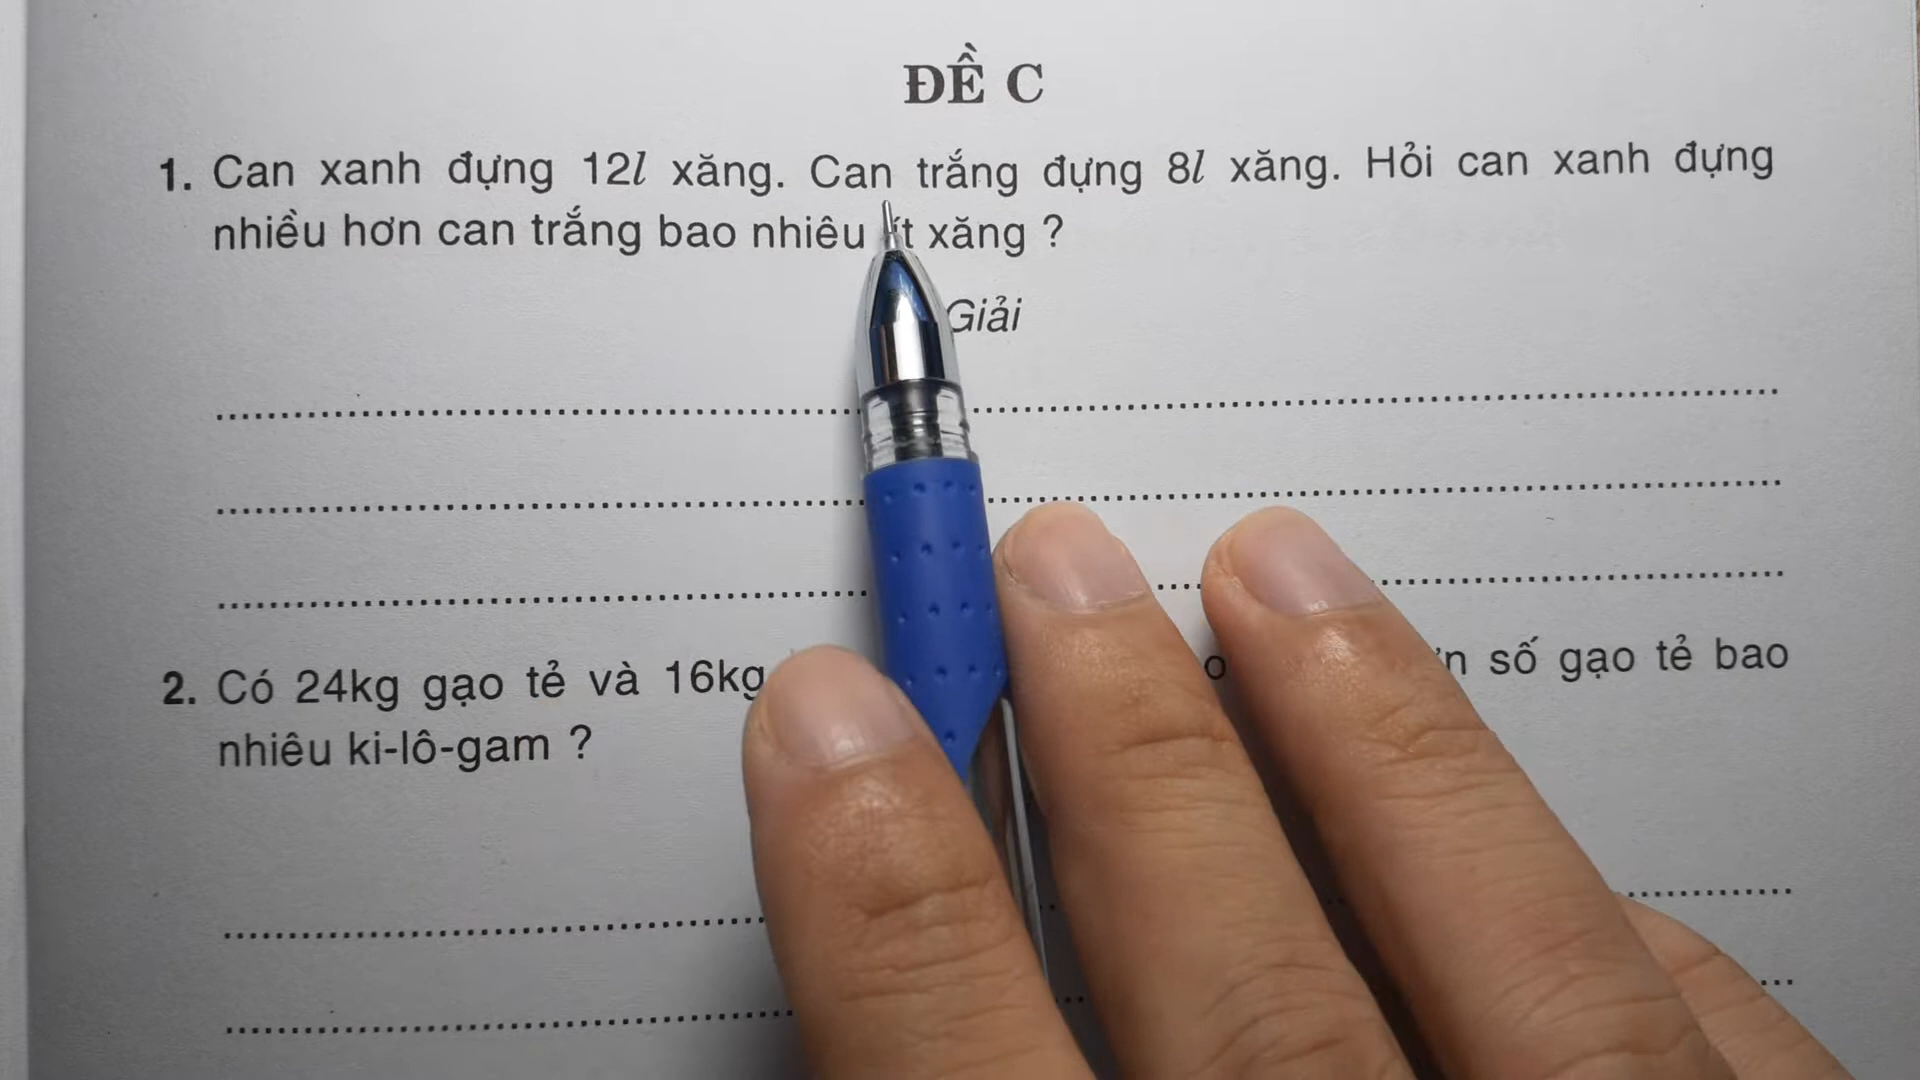 ĐỀ C
1. Can xanh đựng 12l xăng. Can trắng đựng 8l xăng. Hỏi can xanh đựng
nhiều hơn can trắng bao nhiêu ít xăng ?
Giải
2. Có 24kg gạo tẻ và 16kg số gạo tẻ bao
nhiêu ki-lô-gam ?